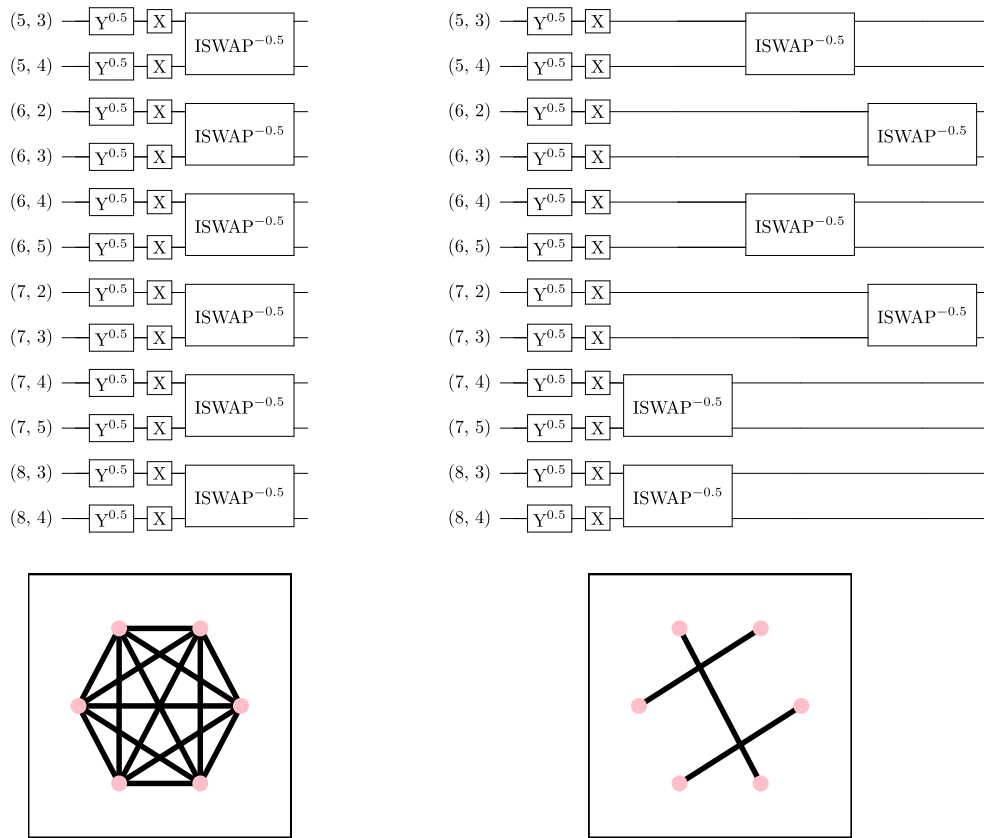 (5, 3) Y^0.5 X (5, 3) Y^0.5 X
ISWAP^−0.5 ISWAP^−0.5
(5, 4) Y^0.5 X (5, 4) Y^0.5 X
(6, 2) Y^0.5 X (6, 2) Y^0.5 X
ISWAP^−0.5 ISWAP^−0.5
(6, 3) Y^0.5 X (6, 3) Y^0.5 X
(6, 4) Y^0.5 X (6, 4) Y^0.5 X
ISWAP^−0.5 ISWAP^−0.5
(6, 5) Y^0.5 X (6, 5) Y^0.5 X
(7, 2) Y^0.5 X (7, 2) Y^0.5 X
ISWAP^−0.5 ISWAP^−0.5
(7, 3) Y^0.5 X (7, 3) Y^0.5 X
(7, 4) Y^0.5 X (7, 4) Y^0.5 X
ISWAP^−0.5 ISWAP^−0.5
(7, 5) Y^0.5 X (7, 5) Y^0.5 X
(8, 3) Y^0.5 X (8, 3) Y^0.5 X
ISWAP^−0.5 ISWAP^−0.5
(8, 4) Y^0.5 X (8, 4) Y^0.5 X